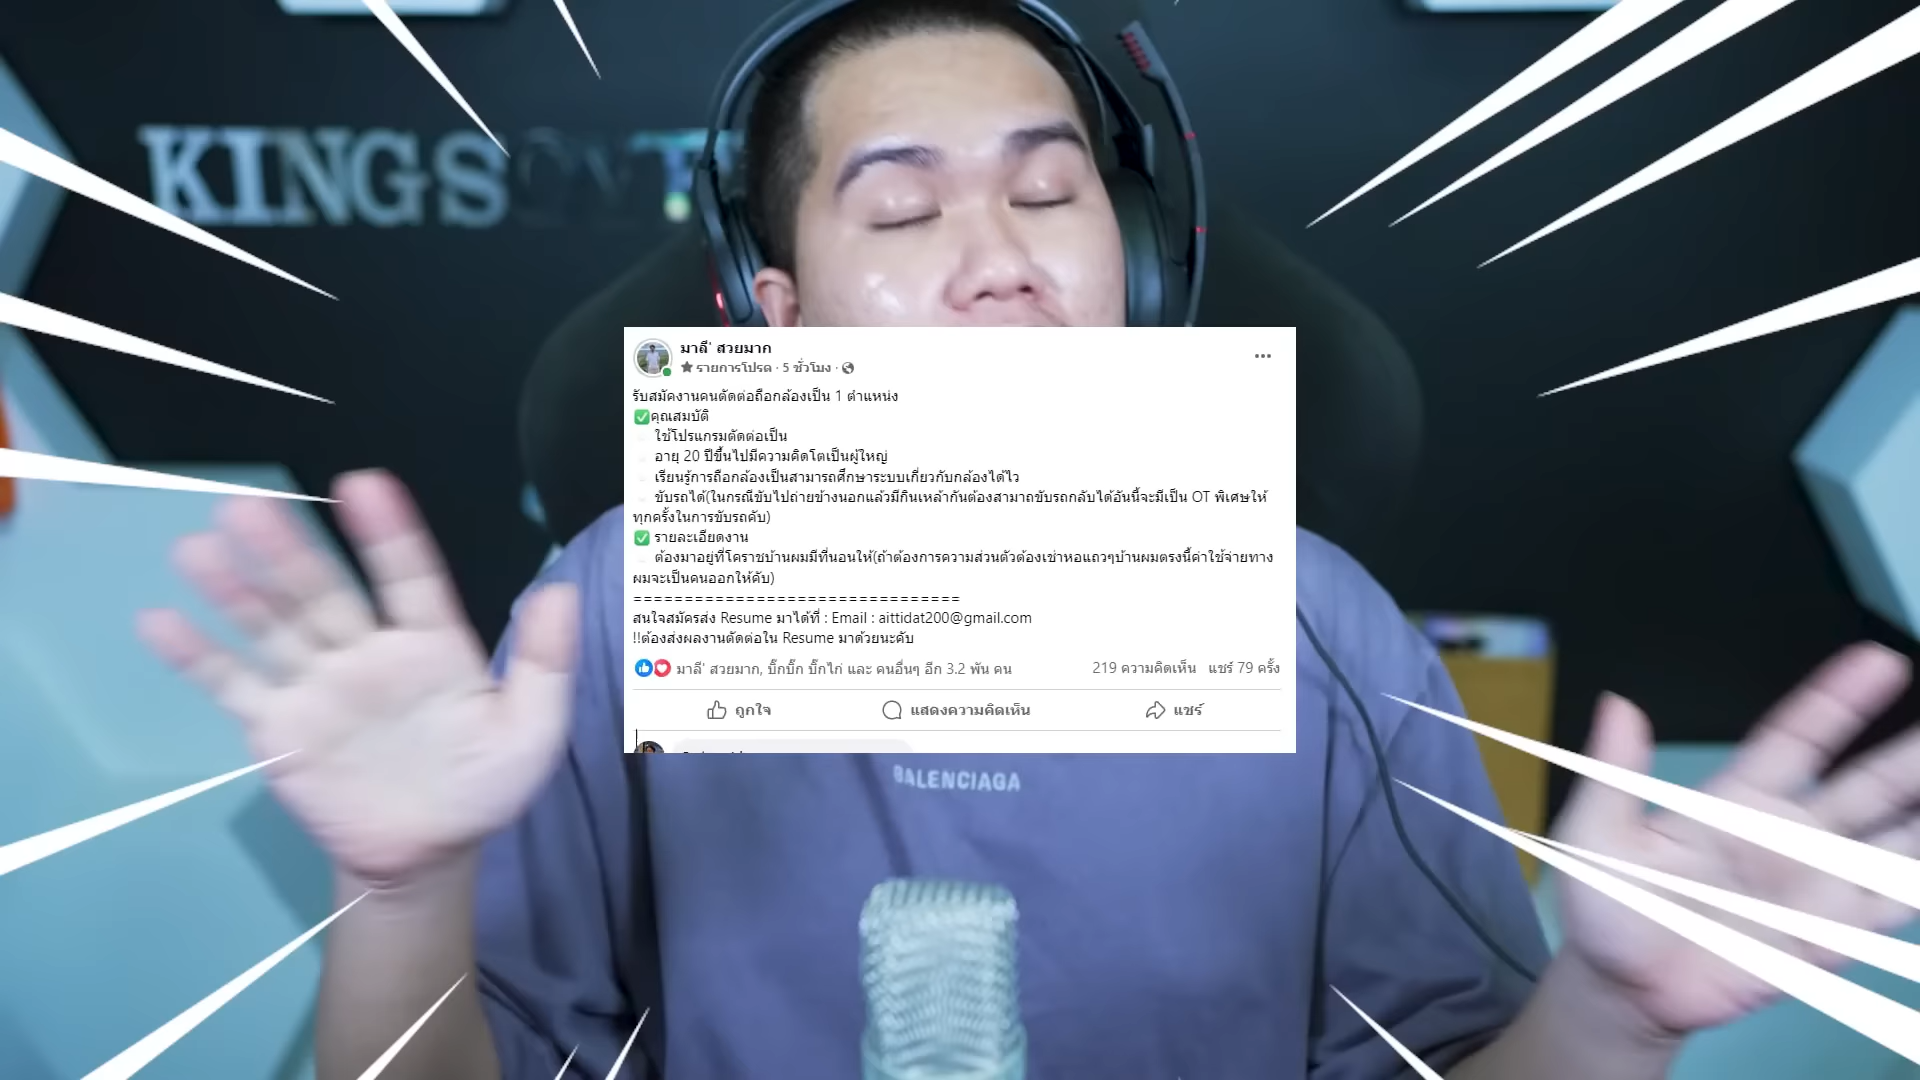 KINGS
มาลี' สวยมาก
รายการโปรด · 5 ชั่วโมง ·
รับสมัคงานคนตัดต่อถือกล้องเป็น 1 ตำแหน่ง
✅คุณสมบัติ
ใช้โปรแกรมตัดต่อเป็น
อายุ 20 ปีขึ้นไปมีความคิดโตเป็นผู้ใหญ่
เรียนรู้การถือกล้องเป็นสามารถศึกษาระบบเกี่ยวกับกล้องได้ไว
ขับรถได้(ในกรณีขับไปถ่ายข้างนอกแล้วมีกินเหล้ากันต้องสามาถขับรถกลับได้อันนี้จะมีเป็น OT พิเศษให้
ทุกครั้งในการขับรถคับ)
✅ รายละเอียดงาน
ต้องมาอยู่ที่โคราชบ้านผมมีที่นอนให้(ถ้าต้องการความส่วนตัวต้องเช่าหอแถวๆบ้านผมตรงนี้ค่าใช้จ่ายทาง
ผมจะเป็นคนออกให้คับ)
================================
สนใจสมัครส่ง Resume มาได้ที่ : Email : aittidat200@gmail.com
!!ต้องส่งผลงานตัดต่อใน Resume มาด้วยนะคับ
มาลี' สวยมาก, บิ๊กบิ๊ก บิ๊กไก่ และ คนอื่นๆ อีก 3.2 พัน คน 219 ความคิดเห็น แชร์ 79 ครั้ง
ถูกใจ แสดงความคิดเห็น แชร์
BALENCIAGA